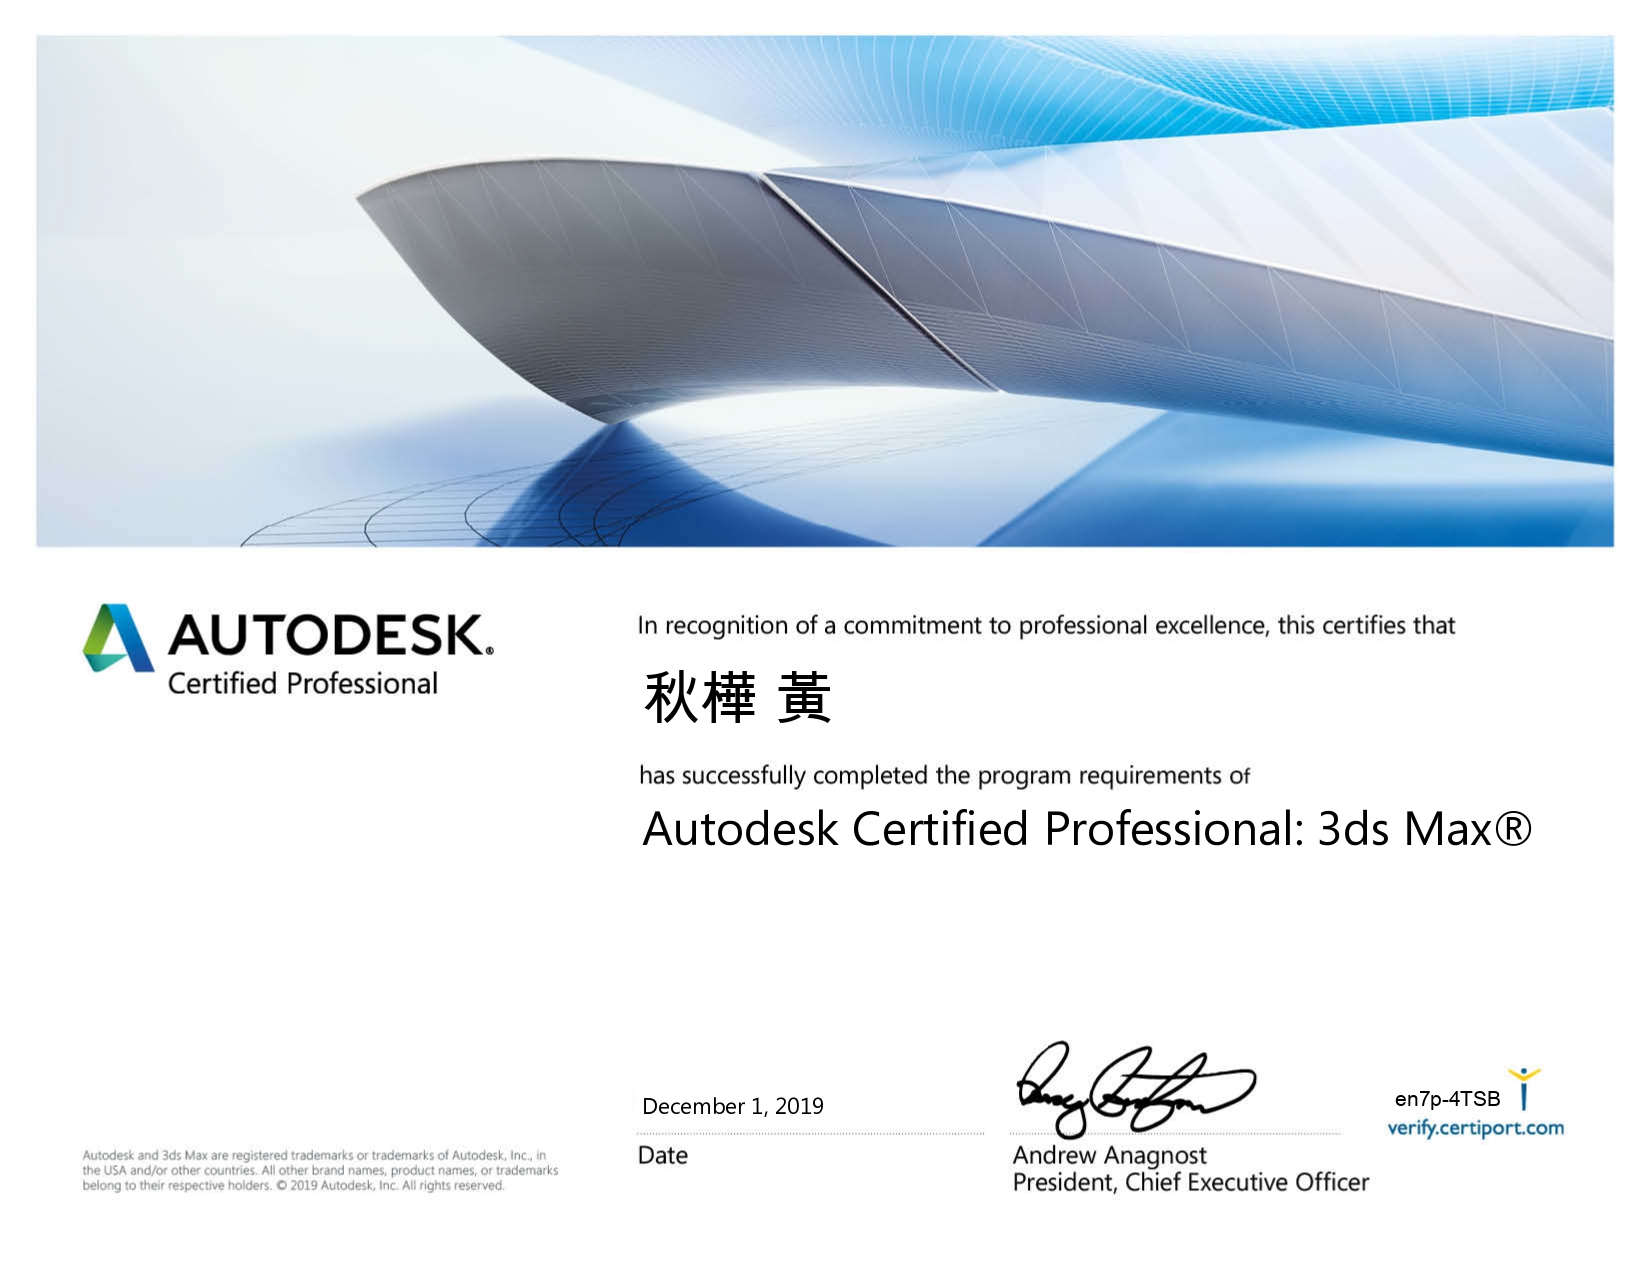 AUTODESK®
Certified Professional
In recognition of a commitment to professional excellence, this certifies that
秋樺 黃
has successfully completed the program requirements of
Autodesk Certified Professional: 3ds Max®
December 1, 2019
Date
Andrew Anagnost
President, Chief Executive Officer
en7p-4TSB
verify.certiport.com
Autodesk and 3ds Max are registered trademarks or trademarks of Autodesk, Inc., in
the USA and/or other countries. All other brand names, product names, or trademarks
belong to their respective holders. © 2019 Autodesk, Inc. All rights reserved.